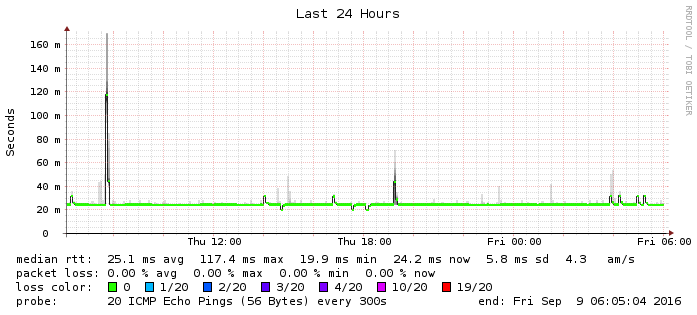 Last 24 Hours
RRDTOOL / TOBI OETIKER
Seconds
160 m
140 m
120 m
100 m
80 m
60 m
40 m
20 m
0
Thu 12:00 Thu 18:00 Fri 00:00 Fri 06:00
median rtt: 25.1 ms avg 117.4 ms max 19.9 ms min 24.2 ms now 5.8 ms sd 4.3 am/s
packet loss: 0.00 % avg 0.00 % max 0.00 % min 0.00 % now
loss color: 0 1/20 2/20 3/20 4/20 10/20 19/20
probe: 20 ICMP Echo Pings (56 Bytes) every 300s end: Fri Sep 9 06:05:04 2016